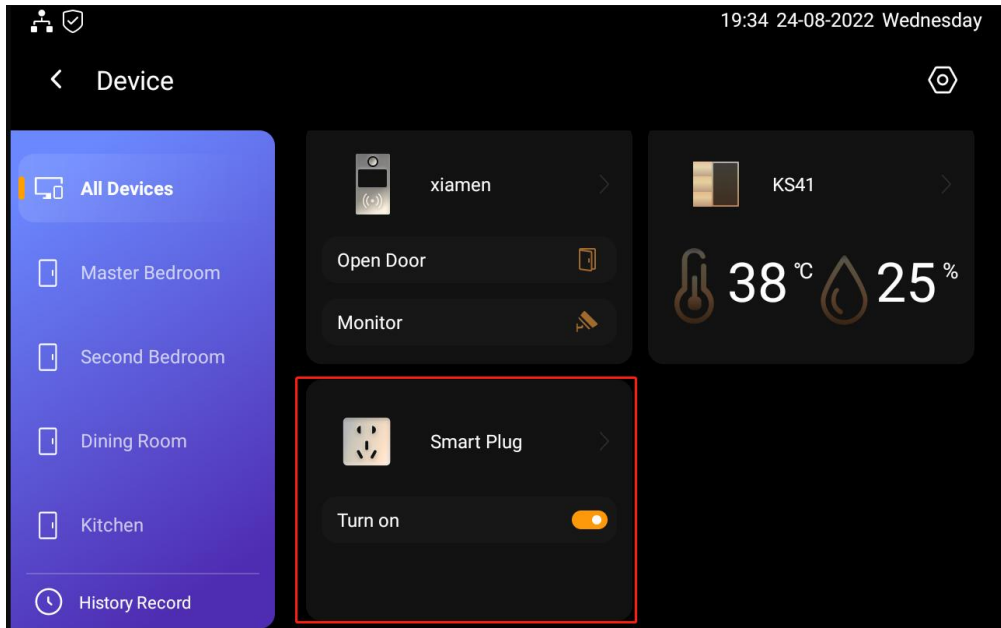 19:34 24-08-2022 Wednesday
Device
All Devices
Master Bedroom
Second Bedroom
Dining Room
Kitchen
History Record
xiamen
Open Door
Monitor
KS41
38 °C 25 %
Smart Plug
Turn on